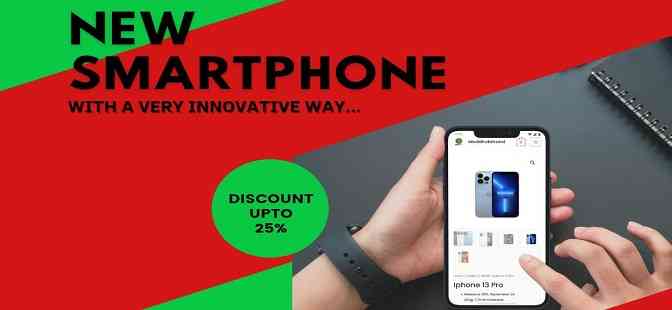 NEW
SMARTPHONE
WITH A VERY INNOVATIVE WAY...
DISCOUNT
UPTO
25%
Iphone 13 Pro